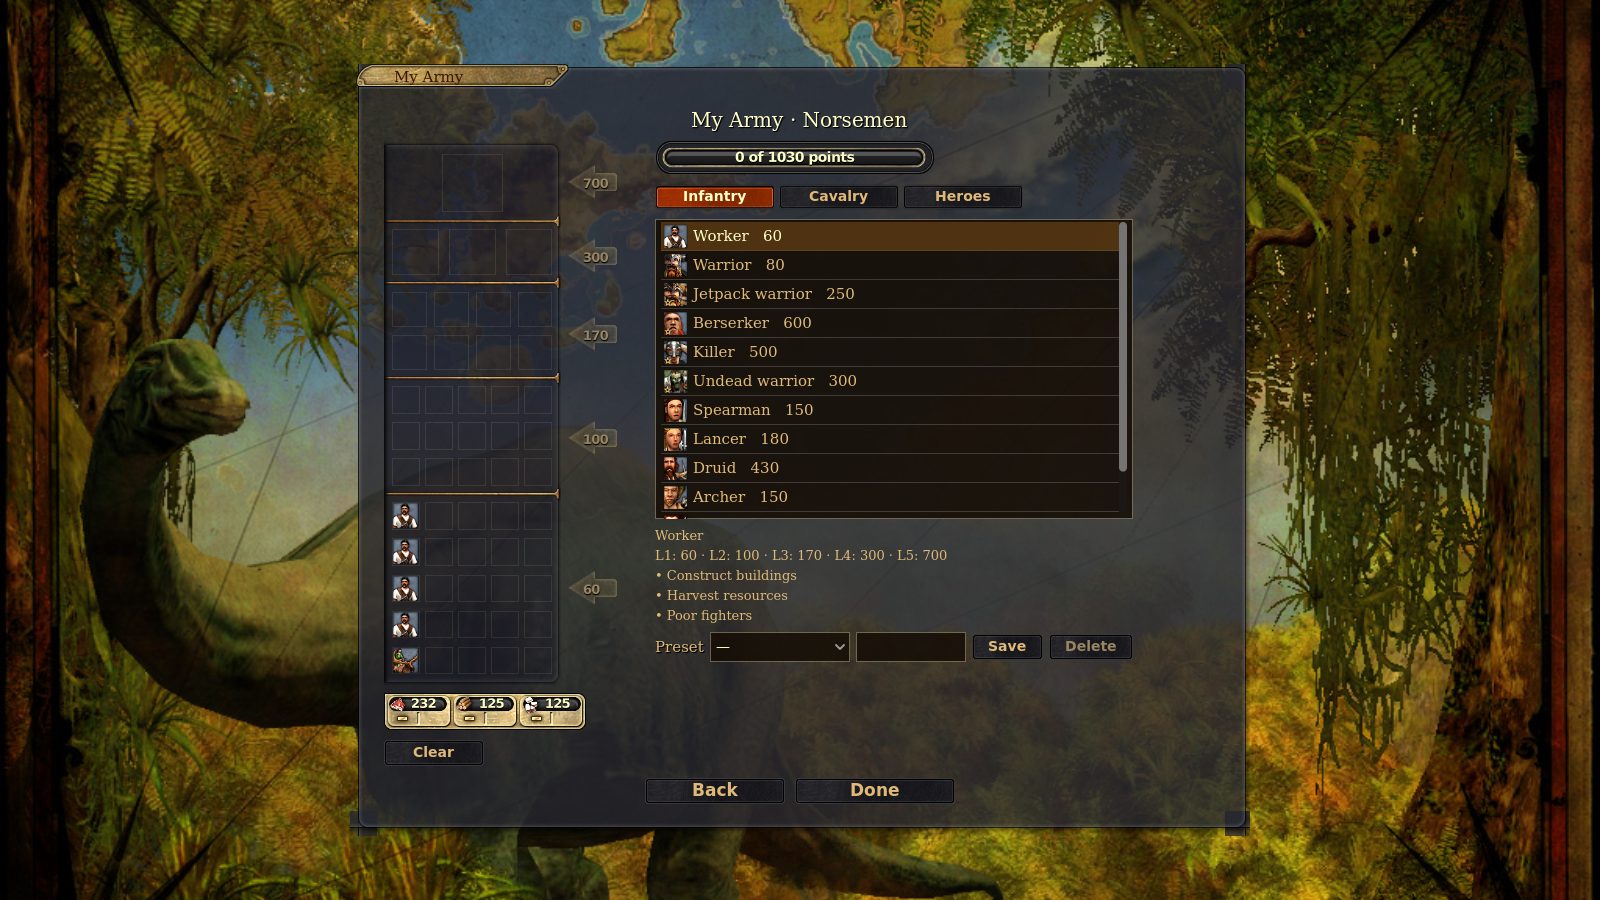 My Army
My Army · Norsemen
0 of 1030 points
700
300
170
100
60
Infantry
Cavalry
Heroes
Worker 60
Warrior 80
Jetpack warrior 250
Berserker 600
Killer 500
Undead warrior 300
Spearman 150
Lancer 180
Druid 430
Archer 150
Worker
L1: 60 · L2: 100 · L3: 170 · L4: 300 · L5: 700
• Construct buildings
• Harvest resources
• Poor fighters
Preset
—
Save
Delete
232
125
125
Clear
Back
Done